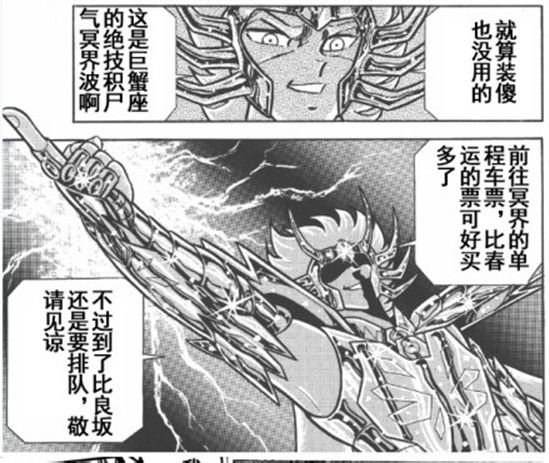 就算装傻
也没用的
这是巨蟹座
的绝技积尸
气冥界波啊
前往冥界的单
程车票，比春
运的票可好买
多了
不过到了比良坂
还是要排队，敬
请见谅